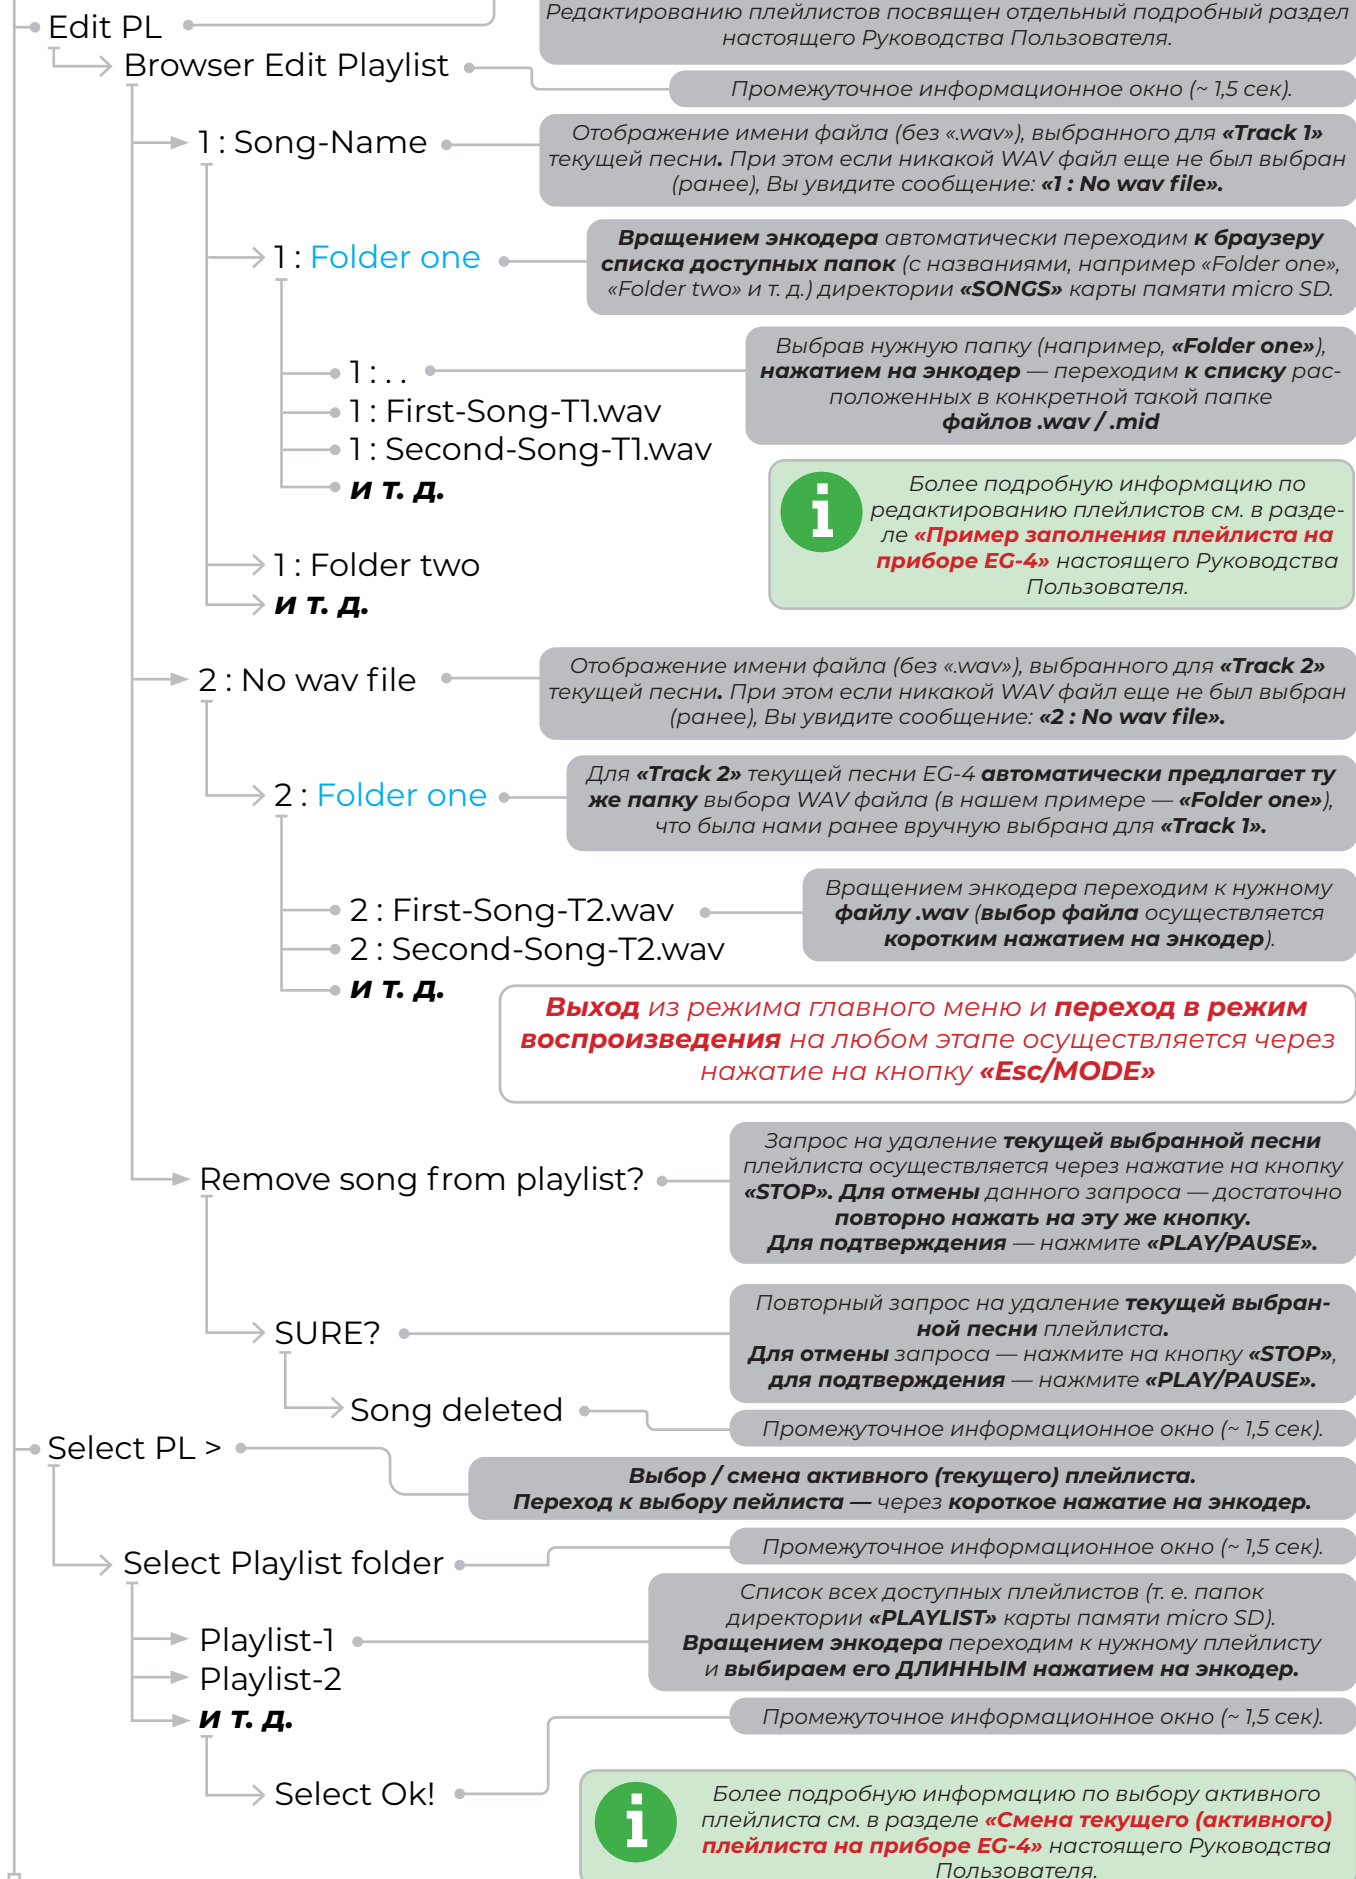 Edit PL
Редактированию плейлистов посвящен отдельный подробный раздел
настоящего Руководства Пользователя.
Browser Edit Playlist
Промежуточное информационное окно (~ 1,5 сек).
1 : Song-Name
Отображение имени файла (без «.wav»), выбранного для «Track 1»
текущей песни. При этом если никакой WAV файл еще не был выбран
(ранее), Вы увидите сообщение: «1 : No wav file».
1 : Folder one
Вращением энкодера автоматически переходим к браузеру
списка доступных папок (с названиями, например «Folder one»,
«Folder two» и т. д.) директории «SONGS» карты памяти micro SD.
1 : . .
1 : First-Song-T1.wav
1 : Second-Song-T1.wav
и т. д.
Выбрав нужную папку (например, «Folder one»),
нажатием на энкодер — переходим к списку рас-
положенных в конкретной такой папке
файлов .wav / .mid
Более подробную информацию по
редактированию плейлистов см. в разде-
ле «Пример заполнения плейлиста на
приборе EG-4» настоящего Руководства
Пользователя.
1 : Folder two
и т. д.
2 : No wav file
Отображение имени файла (без «.wav»), выбранного для «Track 2»
текущей песни. При этом если никакой WAV файл еще не был выбран
(ранее), Вы увидите сообщение: «2 : No wav file».
2 : Folder one
Для «Track 2» текущей песни EG-4 автоматически предлагает ту
же папку выбора WAV файла (в нашем примере — «Folder one»),
что была нами ранее вручную выбрана для «Track 1».
2 : First-Song-T2.wav
2 : Second-Song-T2.wav
и т. д.
Вращением энкодера переходим к нужному
файлу .wav (выбор файла осуществляется
коротким нажатием на энкодер).
Выход из режима главного меню и переход в режим
воспроизведения на любом этапе осуществляется через
нажатие на кнопку «Esc/MODE»
Remove song from playlist?
Запрос на удаление текущей выбранной песни
плейлиста осуществляется через нажатие на кнопку
«STOP». Для отмены данного запроса — достаточно
повторно нажать на эту же кнопку.
Для подтверждения — нажмите «PLAY/PAUSE».
SURE?
Повторный запрос на удаление текущей выбран-
ной песни плейлиста.
Для отмены запроса — нажмите на кнопку «STOP»,
для подтверждения — нажмите «PLAY/PAUSE».
Song deleted
Промежуточное информационное окно (~ 1,5 сек).
Select PL >
Выбор / смена активного (текущего) плейлиста.
Переход к выбору пейлиста — через короткое нажатие на энкодер.
Select Playlist folder
Промежуточное информационное окно (~ 1,5 сек).
Playlist-1
Playlist-2
и т. д.
Список всех доступных плейлистов (т. е. папок
директории «PLAYLIST» карты памяти micro SD).
Вращением энкодера переходим к нужному плейлисту
и выбираем его ДЛИННЫМ нажатием на энкодер.
Промежуточное информационное окно (~ 1,5 сек).
Select Ok!
Более подробную информацию по выбору активного
плейлиста см. в разделе «Смена текущего (активного)
плейлиста на приборе EG-4» настоящего Руководства
Пользователя.